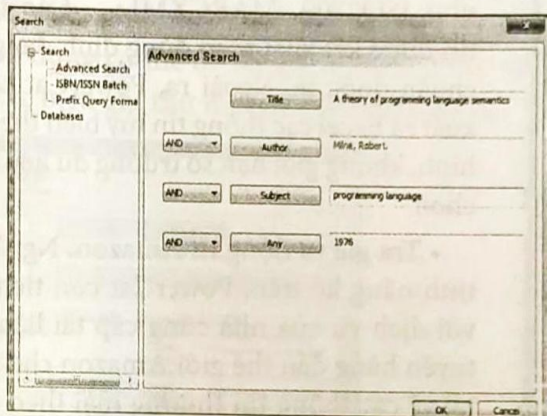 Search
Search
Advanced Search
ISBN/ISSN Batch
Prefix Query Forma
Databases
Advanced Search
Title A theory of programming language semantics
AND Author Milne, Robert.
AND Subject programming language
AND Any 1976
OK Cancel